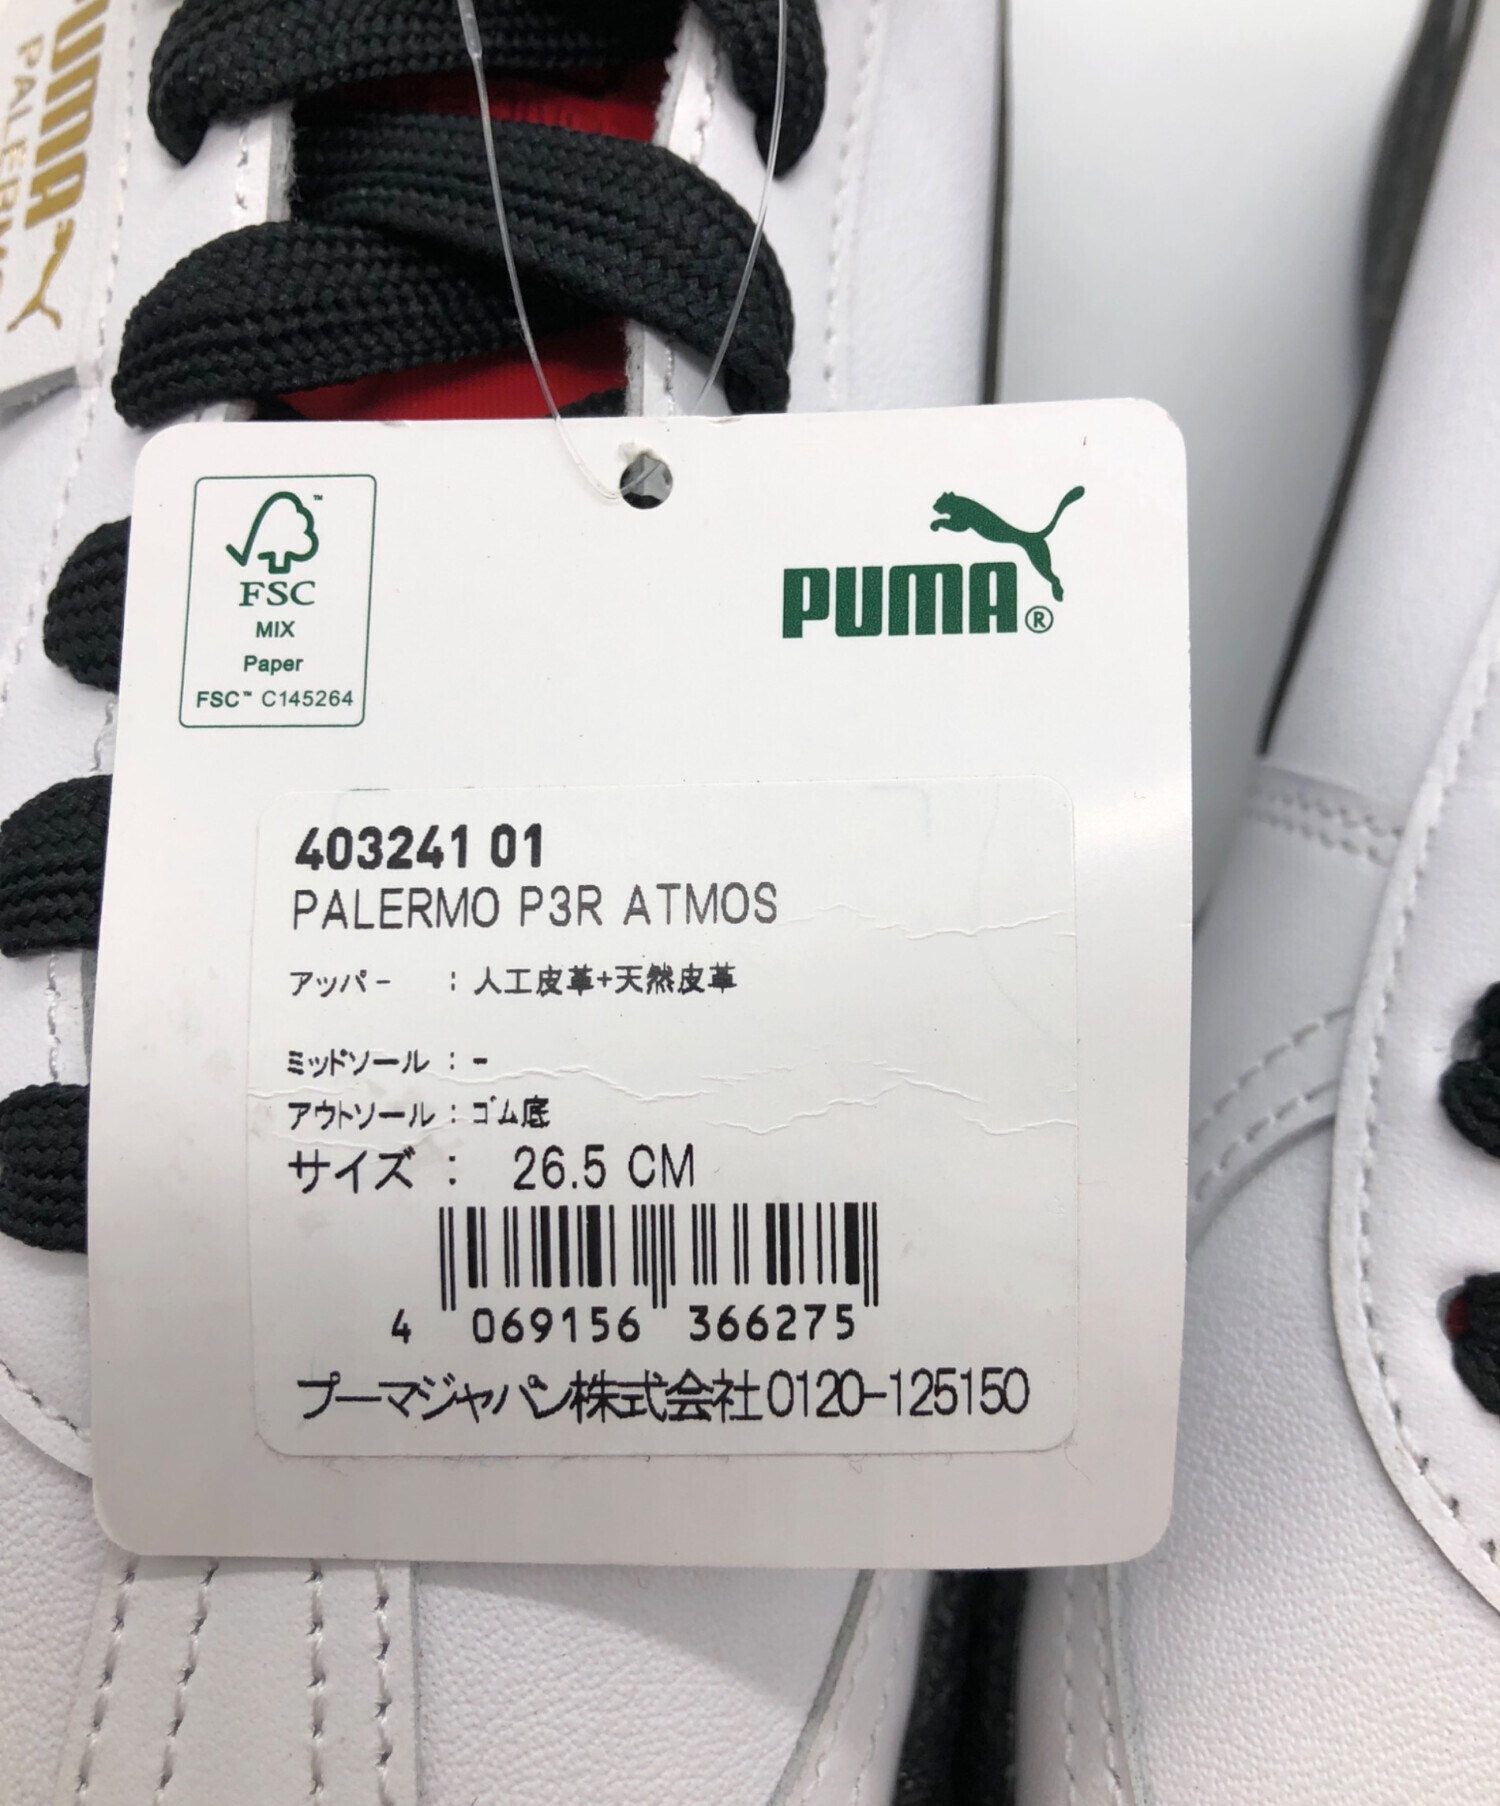 PUMA
PALERMO
FSC
MIX
Paper
FSC™ C145264
PUMA®
403241 01
PALERMO P3R ATMOS
アッパー : 人工皮革+天然皮革
ミッドソール : -
アウトソール : ゴム底
サイズ : 26.5 CM
4 069156 366275
プーマジャパン株式会社0120-125150